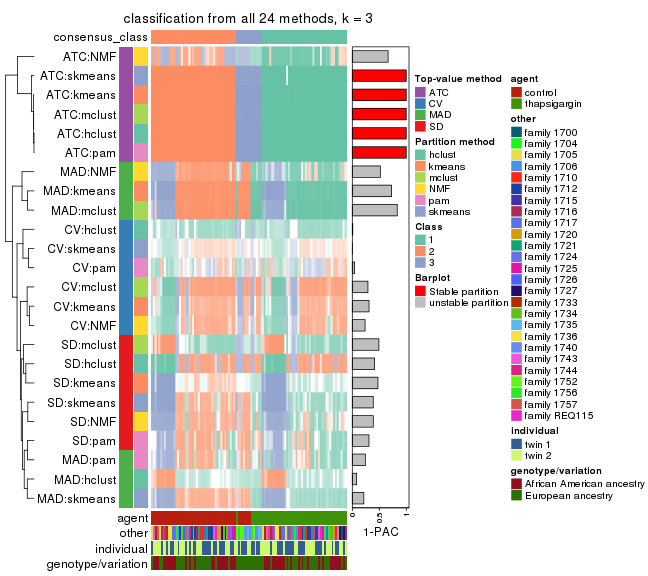 classification from all 24 methods, k = 3
consensus_class
ATC:NMF
ATC:skmeans
ATC:kmeans
ATC:mclust
ATC:hclust
ATC:pam
MAD:NMF
MAD:kmeans
MAD:mclust
CV:hclust
CV:skmeans
CV:pam
CV:mclust
CV:kmeans
CV:NMF
SD:mclust
SD:hclust
SD:kmeans
SD:skmeans
SD:NMF
SD:pam
MAD:pam
MAD:hclust
MAD:skmeans
agent
other
individual
genotype/variation
0
0.5
1
1-PAC
Top-value method
ATC
CV
MAD
SD
Partition method
hclust
kmeans
mclust
NMF
pam
skmeans
Class
1
2
3
Barplot
Stable partition
unstable partition
agent
control
thapsigargin
other
family 1700
family 1704
family 1705
family 1706
family 1710
family 1712
family 1715
family 1716
family 1717
family 1720
family 1721
family 1724
family 1725
family 1726
family 1727
family 1733
family 1734
family 1735
family 1736
family 1740
family 1743
family 1744
family 1752
family 1756
family 1757
family REQ115
individual
twin 1
twin 2
genotype/variation
African American ancestry
European ancestry